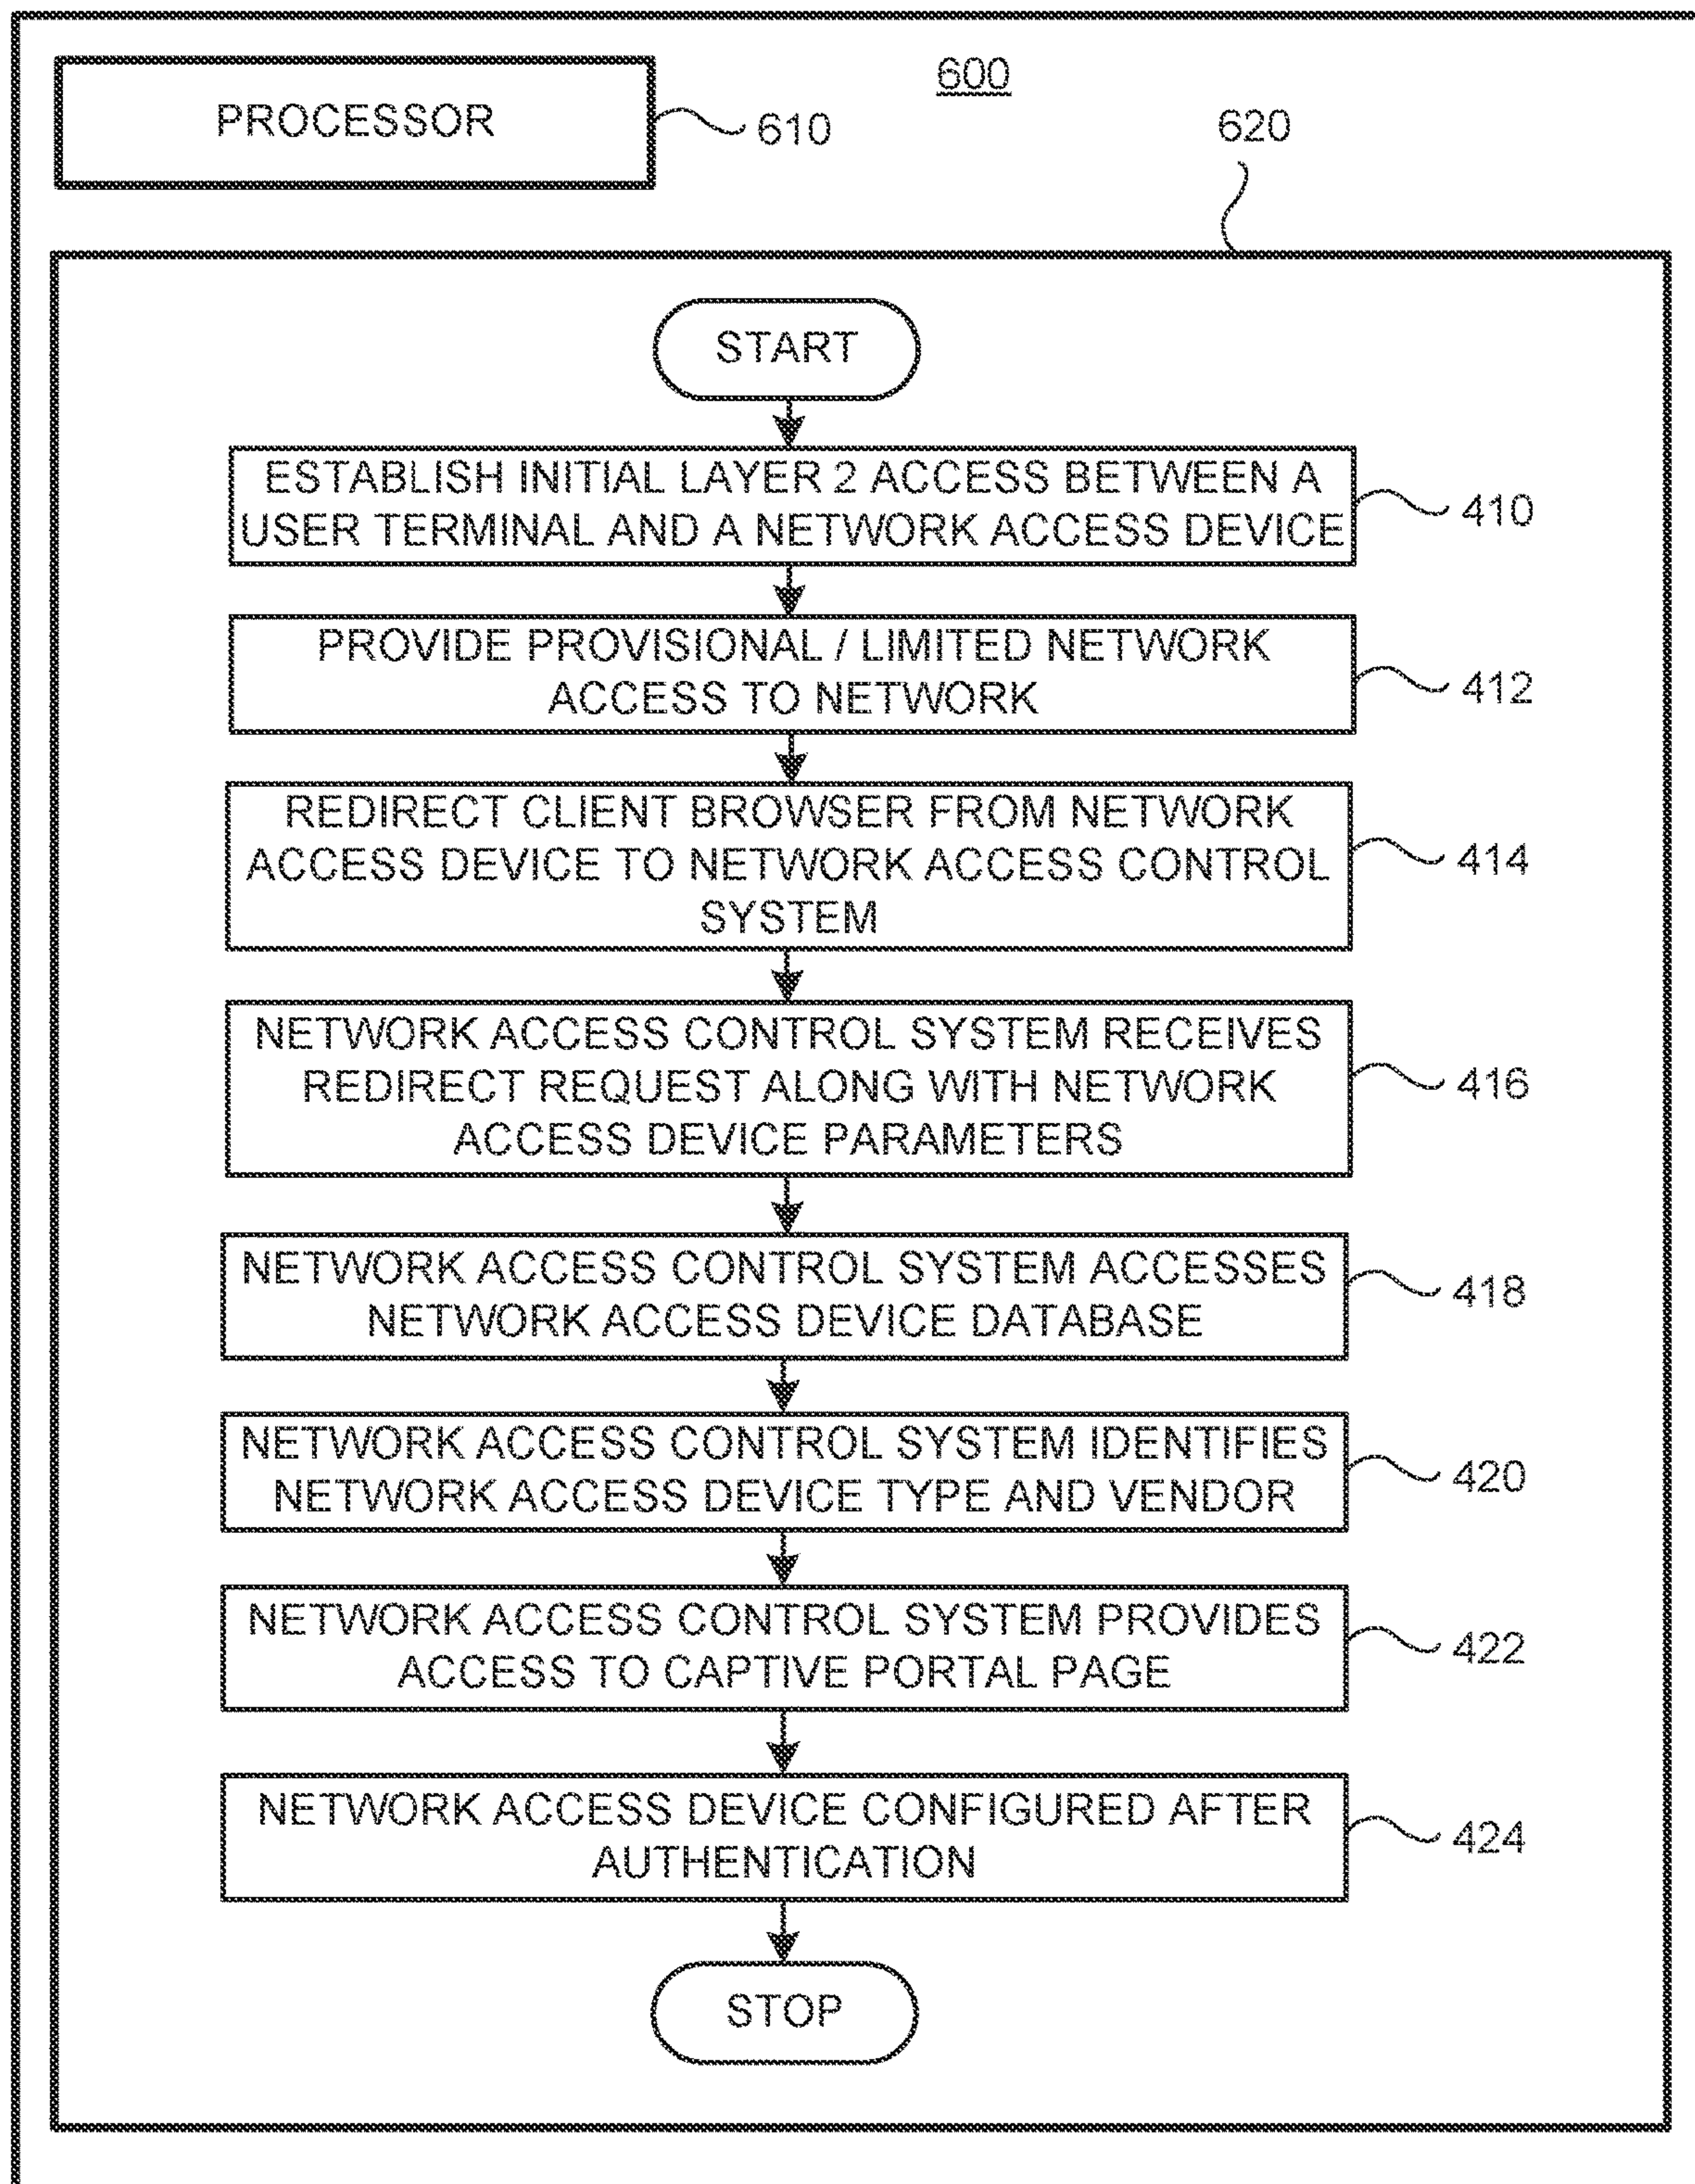 600
PROCESSOR
610
620
START
ESTABLISH INITIAL LAYER 2 ACCESS BETWEEN A
USER TERMINAL AND A NETWORK ACCESS DEVICE
410
PROVIDE PROVISIONAL / LIMITED NETWORK
ACCESS TO NETWORK
412
REDIRECT CLIENT BROWSER FROM NETWORK
ACCESS DEVICE TO NETWORK ACCESS CONTROL
SYSTEM
414
NETWORK ACCESS CONTROL SYSTEM RECEIVES
REDIRECT REQUEST ALONG WITH NETWORK
ACCESS DEVICE PARAMETERS
416
NETWORK ACCESS CONTROL SYSTEM ACCESSES
NETWORK ACCESS DEVICE DATABASE
418
NETWORK ACCESS CONTROL SYSTEM IDENTIFIES
NETWORK ACCESS DEVICE TYPE AND VENDOR
420
NETWORK ACCESS CONTROL SYSTEM PROVIDES
ACCESS TO CAPTIVE PORTAL PAGE
422
NETWORK ACCESS DEVICE CONFIGURED AFTER
AUTHENTICATION
424
STOP